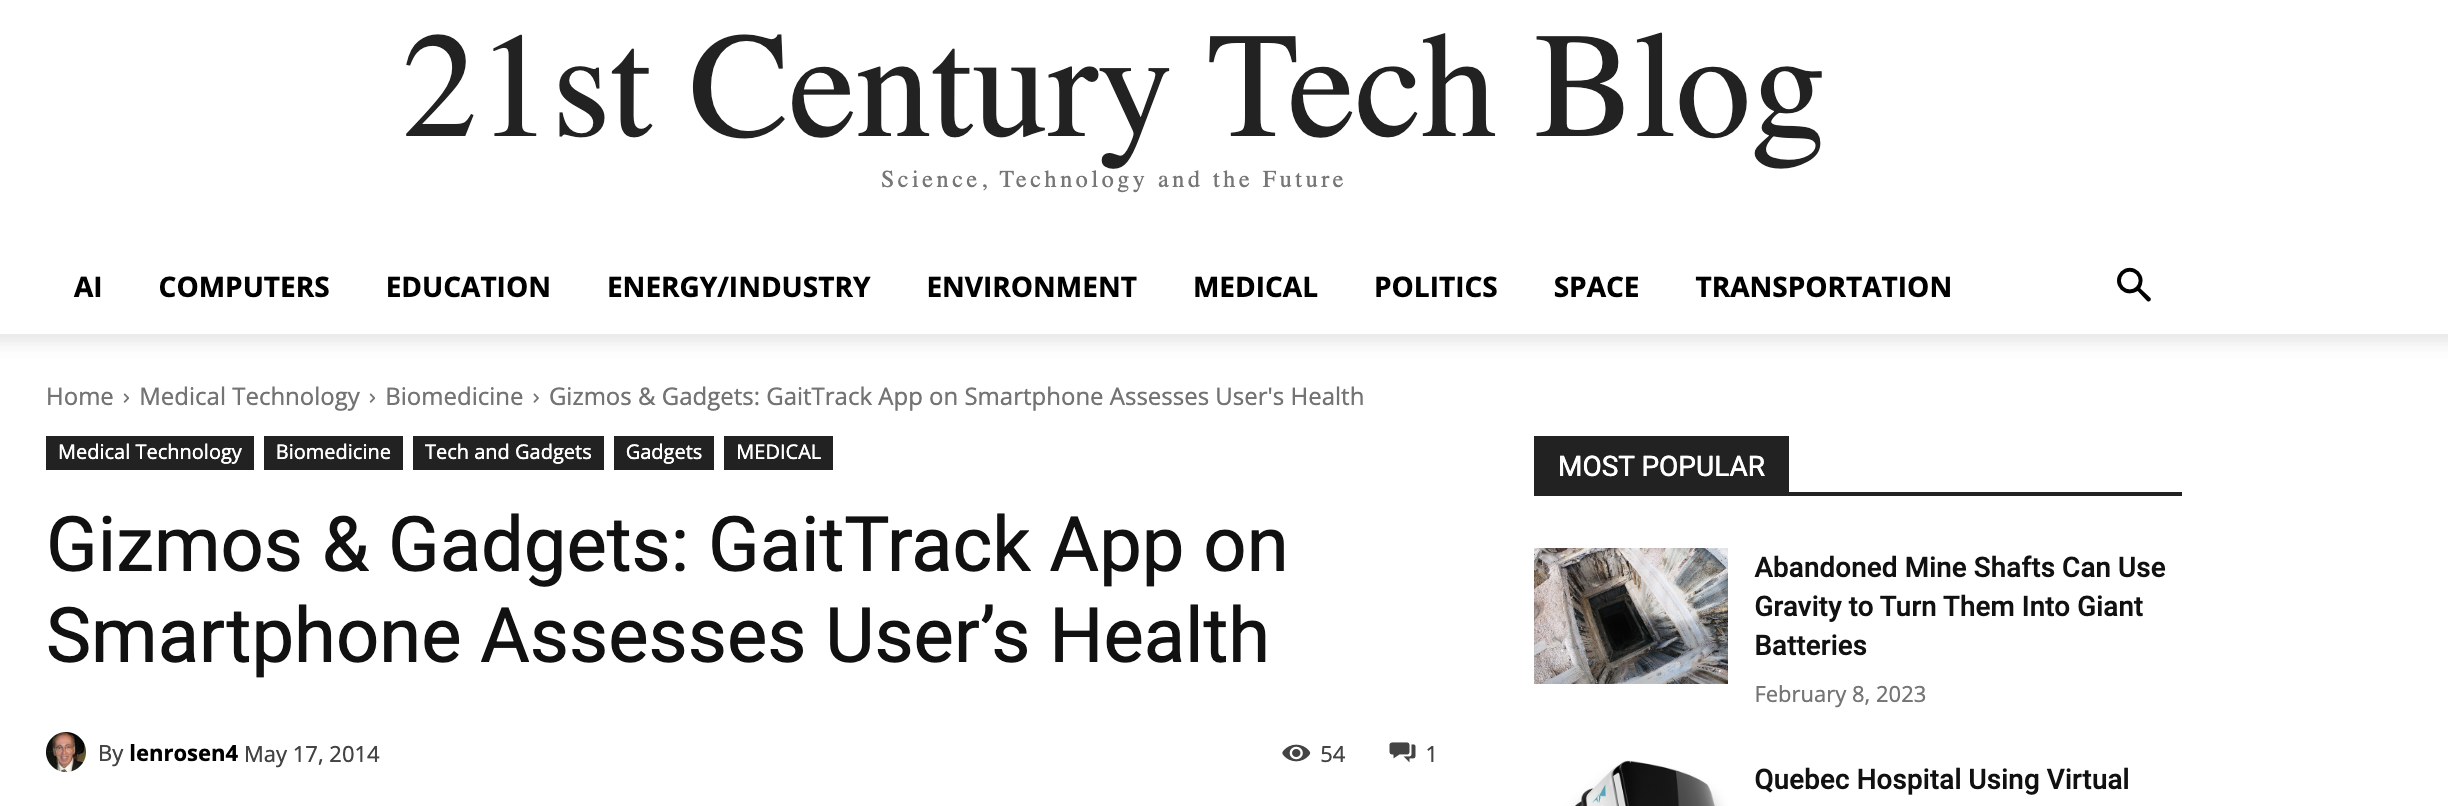 21st Century Tech Blog
Science, Technology and the Future
AI COMPUTERS EDUCATION ENERGY/INDUSTRY ENVIRONMENT MEDICAL POLITICS SPACE TRANSPORTATION
Home › Medical Technology › Biomedicine › Gizmos & Gadgets: GaitTrack App on Smartphone Assesses User's Health
Medical Technology Biomedicine Tech and Gadgets Gadgets MEDICAL
Gizmos & Gadgets: GaitTrack App on
Smartphone Assesses User’s Health
By lenrosen4 May 17, 2014
54 1
MOST POPULAR
Abandoned Mine Shafts Can Use
Gravity to Turn Them Into Giant
Batteries
February 8, 2023
Quebec Hospital Using Virtual